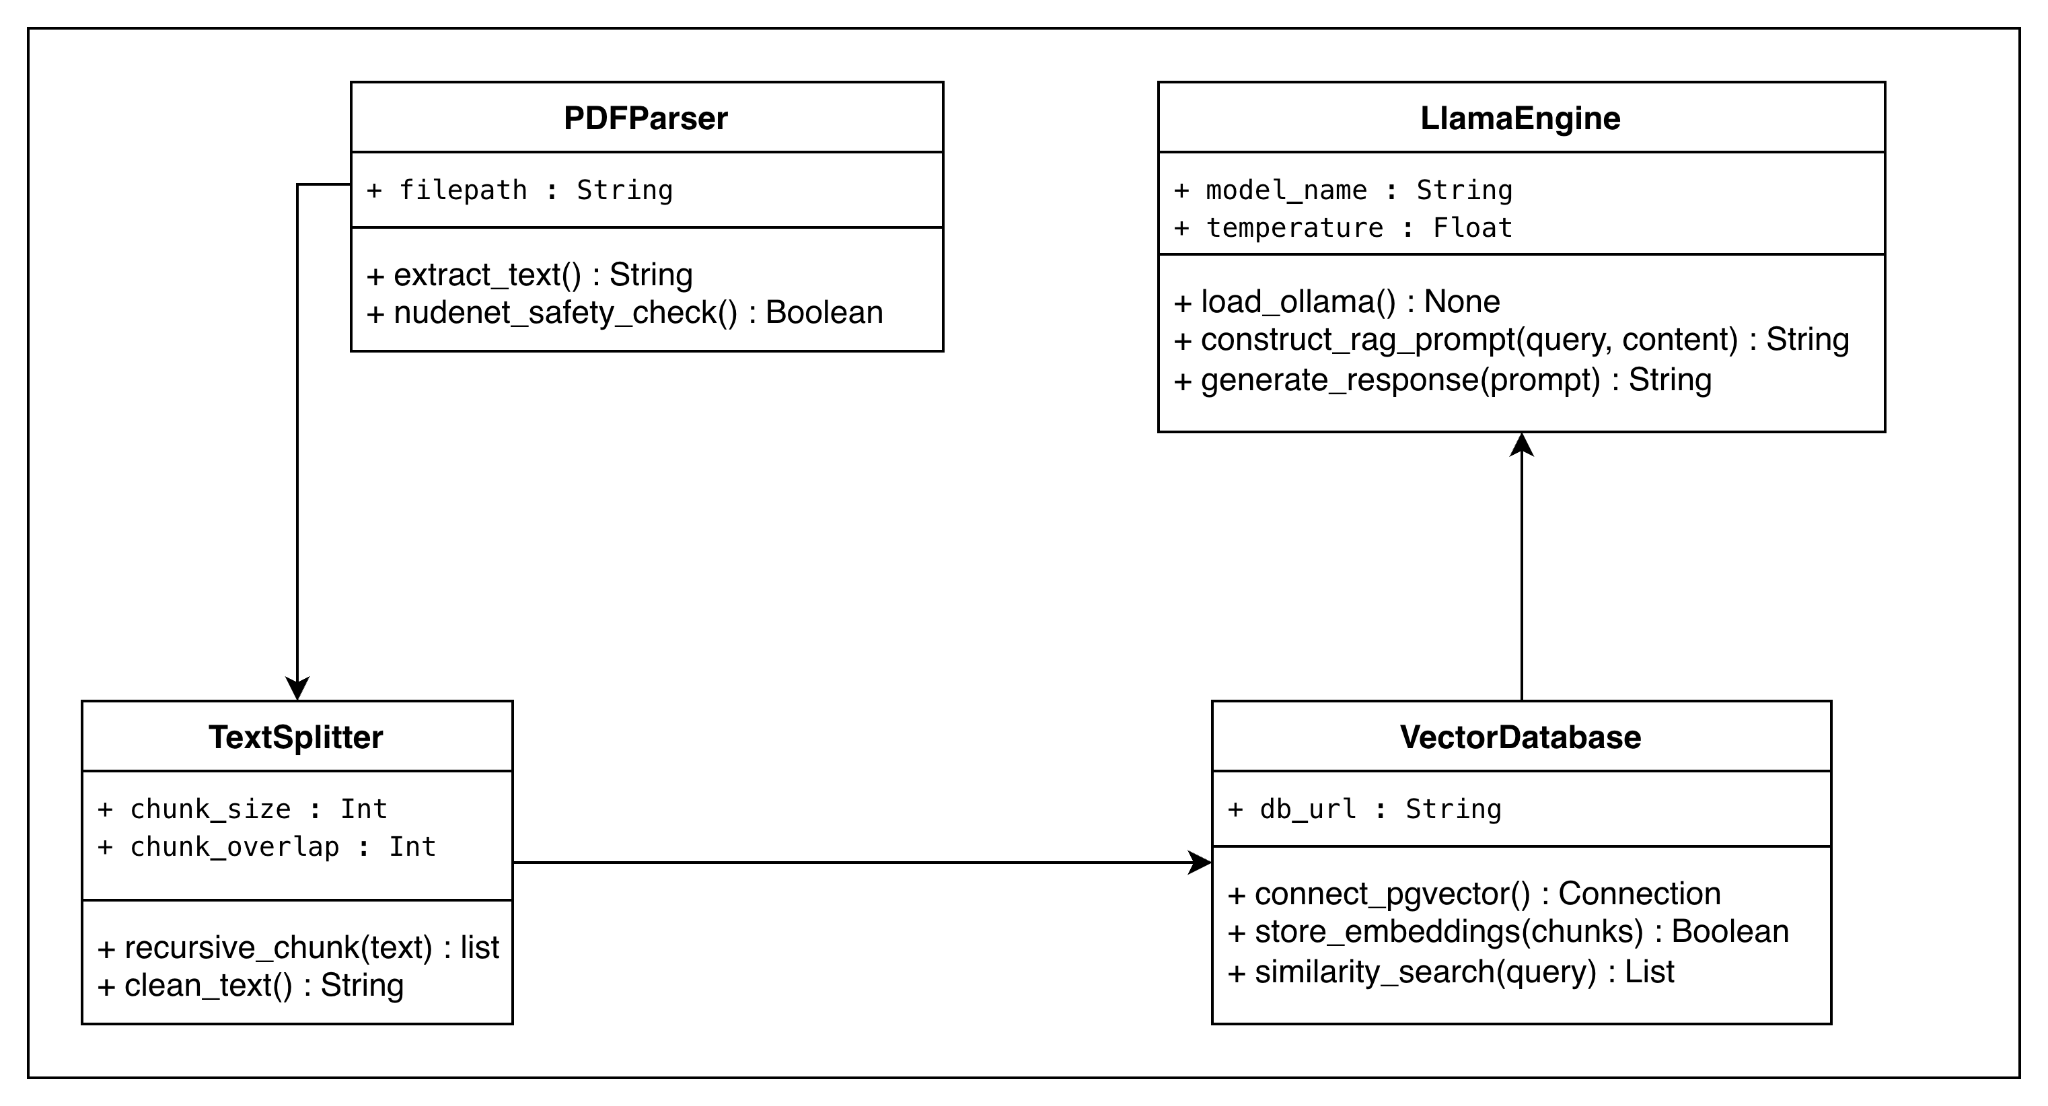 PDFParser
+ filepath : String
+ extract_text() : String
+ nudenet_safety_check() : Boolean
LlamaEngine
+ model_name : String
+ temperature : Float
+ load_ollama() : None
+ construct_rag_prompt(query, content) : String
+ generate_response(prompt) : String
TextSplitter
+ chunk_size : Int
+ chunk_overlap : Int
+ recursive_chunk(text) : list
+ clean_text() : String
VectorDatabase
+ db_url : String
+ connect_pgvector() : Connection
+ store_embeddings(chunks) : Boolean
+ similarity_search(query) : List